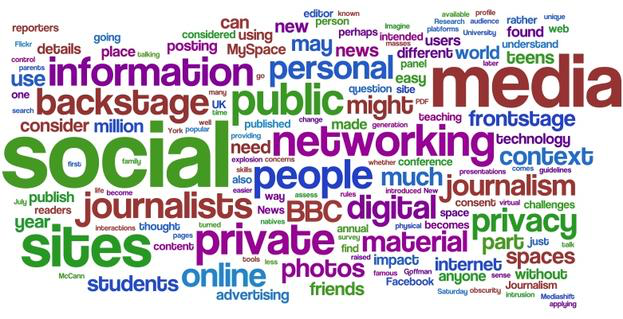 editor known
available profile
reporters
can new person
Imagine
Research audience rather unique
Flickr going considered using perhaps intended users Platforms University found web
details place talking posting MySpace may news masses different world understand
control
parents
use information go personal panel easy later teens
one backstage many public question site might PDF media
search UK time
consider million York popular well published change made generation teaching frontstage
providing
social first family need networking technology
explosion concerns whether conference context
skills also people much presentations comes guidelines
easier introduced New journalism
July publish life become journalists way assess rules digital consent virtual challenges
readers News BBC space privacy
year interactions thought turned natives physical becomes
sites pages content private annual survey find material part just talk
McCann tools less raised impact internet spaces
students online photos famous Goffman anyone sense without
advertising friends Facebook Saturday obscurity Journalism
intrusion Mediashift
applying